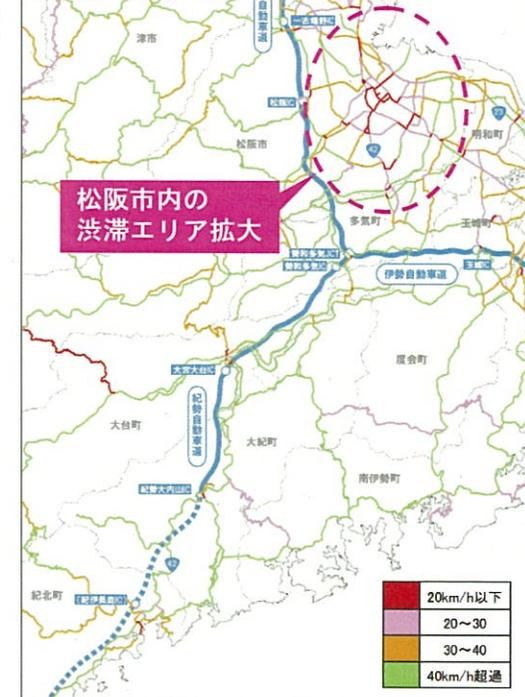 自動車道
一志嬉野IC
津市
松阪IC
23
明和町
松阪市
42
松阪市内の
渋滞エリア拡大
多気町
玉城町
勢和多気JCT
勢和多気IC
玉城IC
伊勢自動車道
大宮大台IC
度会町
紀勢自動車道
大台町
大紀町
南伊勢町
紀勢大内山IC
42
紀北町
(紀伊長島IC)
20km/h以下
20～30
30～40
40km/h超過